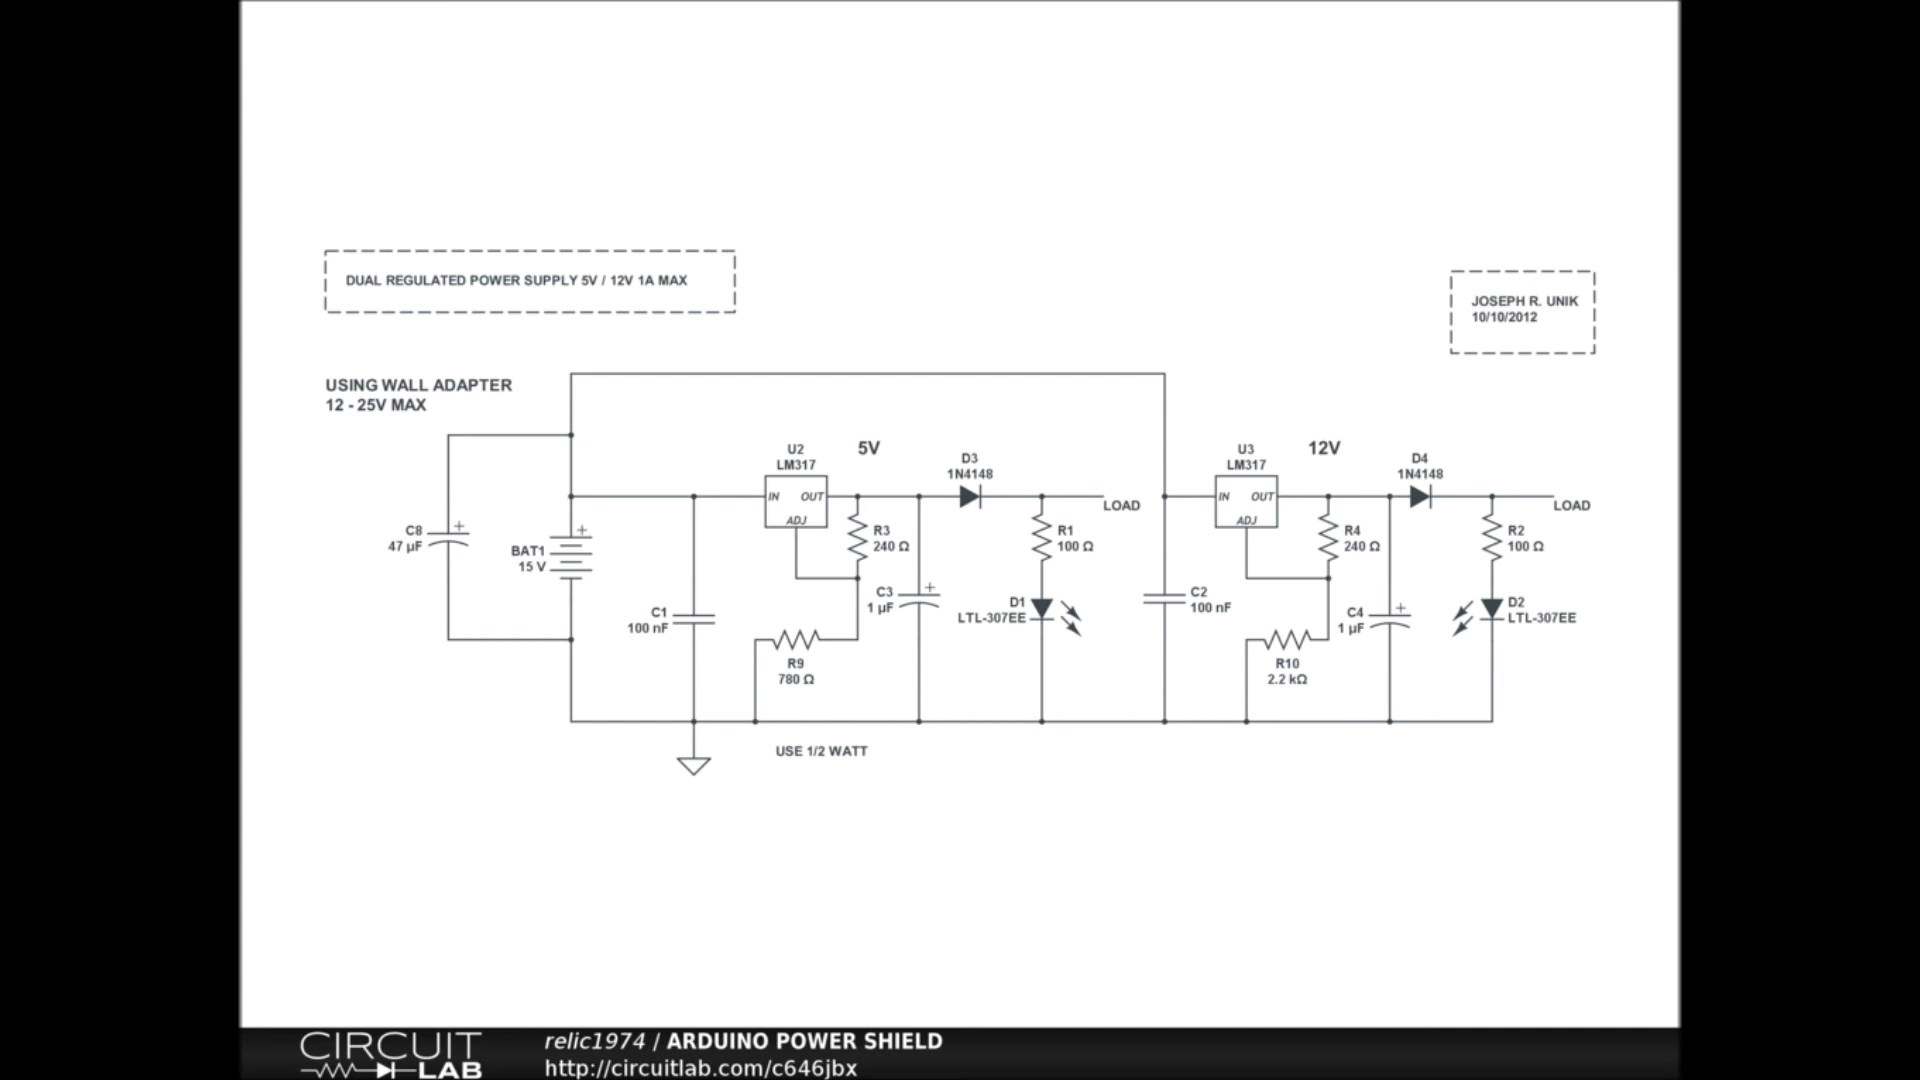 DUAL REGULATED POWER SUPPLY 5V / 12V 1A MAX
JOSEPH R. UNIK
10/10/2012
USING WALL ADAPTER
12 - 25V MAX
C8
47 µF
+
BAT1
15 V
+
C1
100 nF
U2
LM317
IN
OUT
ADJ
5V
R3
240 Ω
R9
780 Ω
C3
1 µF
+
D3
1N4148
R1
100 Ω
D1
LTL-307EE
LOAD
C2
100 nF
U3
LM317
IN
OUT
ADJ
12V
R4
240 Ω
R10
2.2 kΩ
C4
1 µF
+
D4
1N4148
R2
100 Ω
D2
LTL-307EE
LOAD
USE 1/2 WATT
CIRCUIT
LAB
relic1974 / ARDUINO POWER SHIELD
http://circuitlab.com/c646jbx